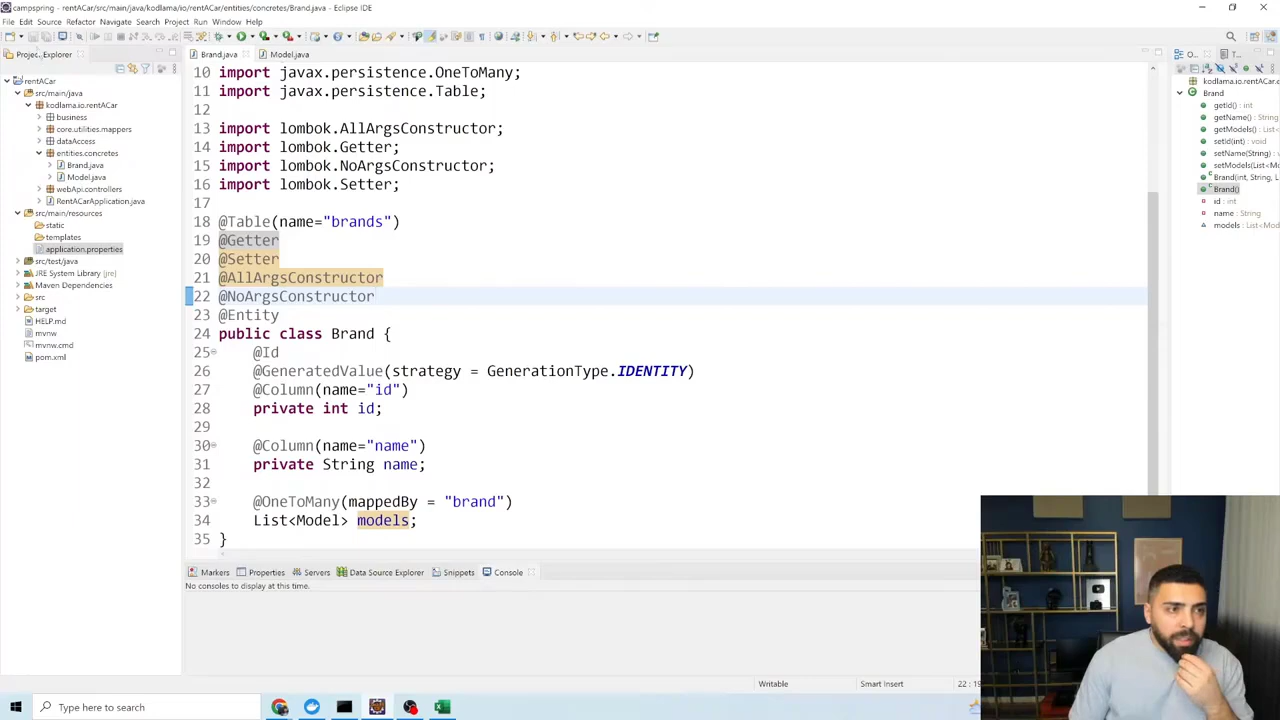 campspring - rentACar/src/main/java/kodlama/io/rentACar/entities/concretes/Brand.java - Eclipse IDE
File Edit Source Refactor Navigate Search Project Run Window Help
Project Explorer
Brand.java Model.java
rentACar
src/main/java
kodlama.io.rentACar
business
core.utilities.mappers
dataAccess
entities.concretes
Brand.java
Model.java
webApi.controllers
RentACarApplication.java
src/main/resources
static
templates
application.properties
src/test/java
JRE System Library [jre]
Maven Dependencies
src
target
HELP.md
mvnw
mvnw.cmd
pom.xml
10 import javax.persistence.OneToMany;
11 import javax.persistence.Table;
12
13 import lombok.AllArgsConstructor;
14 import lombok.Getter;
15 import lombok.NoArgsConstructor;
16 import lombok.Setter;
17
18 @Table(name="brands")
19 @Getter
20 @Setter
21 @AllArgsConstructor
22 @NoArgsConstructor
23 @Entity
24 public class Brand {
25 @Id
26 @GeneratedValue(strategy = GenerationType.IDENTITY)
27 @Column(name="id")
28 private int id;
29
30 @Column(name="name")
31 private String name;
32
33 @OneToMany(mappedBy = "brand")
34 List<Model> models;
35 }
O... T...
kodlama.io.rentACar.
Brand
getId() : int
getName() : String
getModels() : List<
setId(int) : void
setName(String) :
setModels(List<Mo
Brand(int, String, L
Brand()
id : int
name : String
models : List<Mod
Markers Properties Servers Data Source Explorer Snippets Console
No consoles to display at this time.
Writable Smart Insert 22 : 19
Type here to search